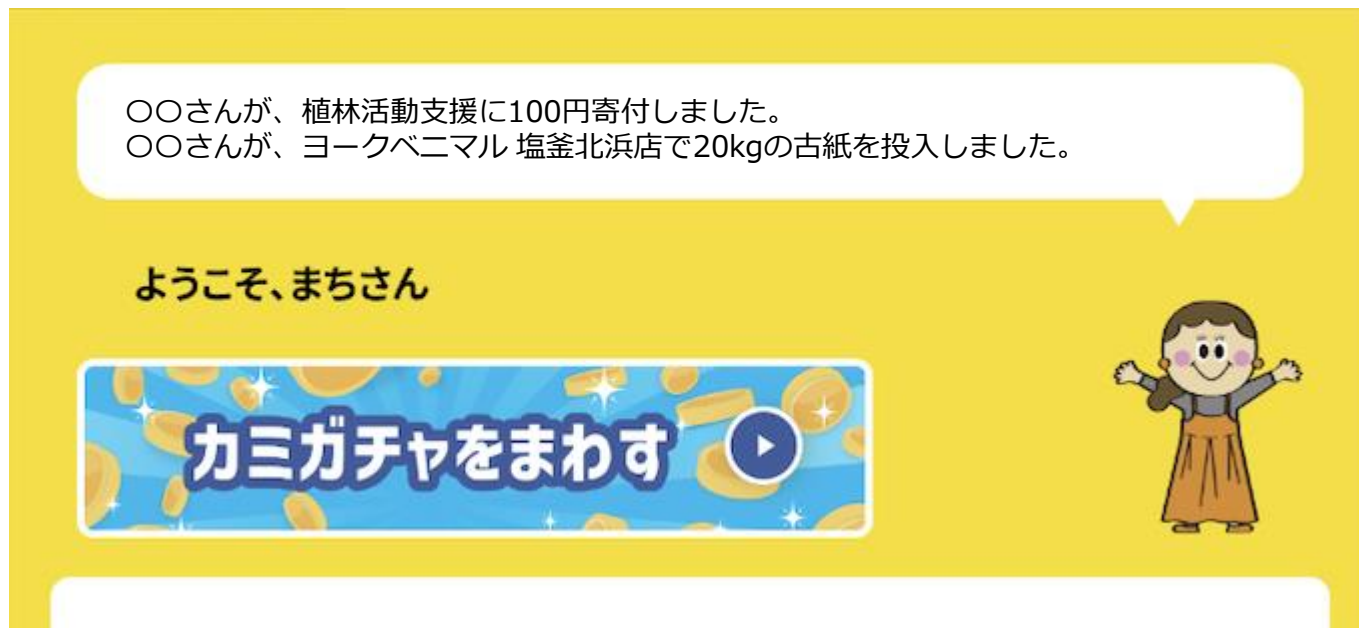 〇〇さんが、植林活動支援に100円寄付しました。
〇〇さんが、ヨークベニマル 塩釜北浜店で20kgの古紙を投入しました。
ようこそ、まちさん
カミガチャをまわす